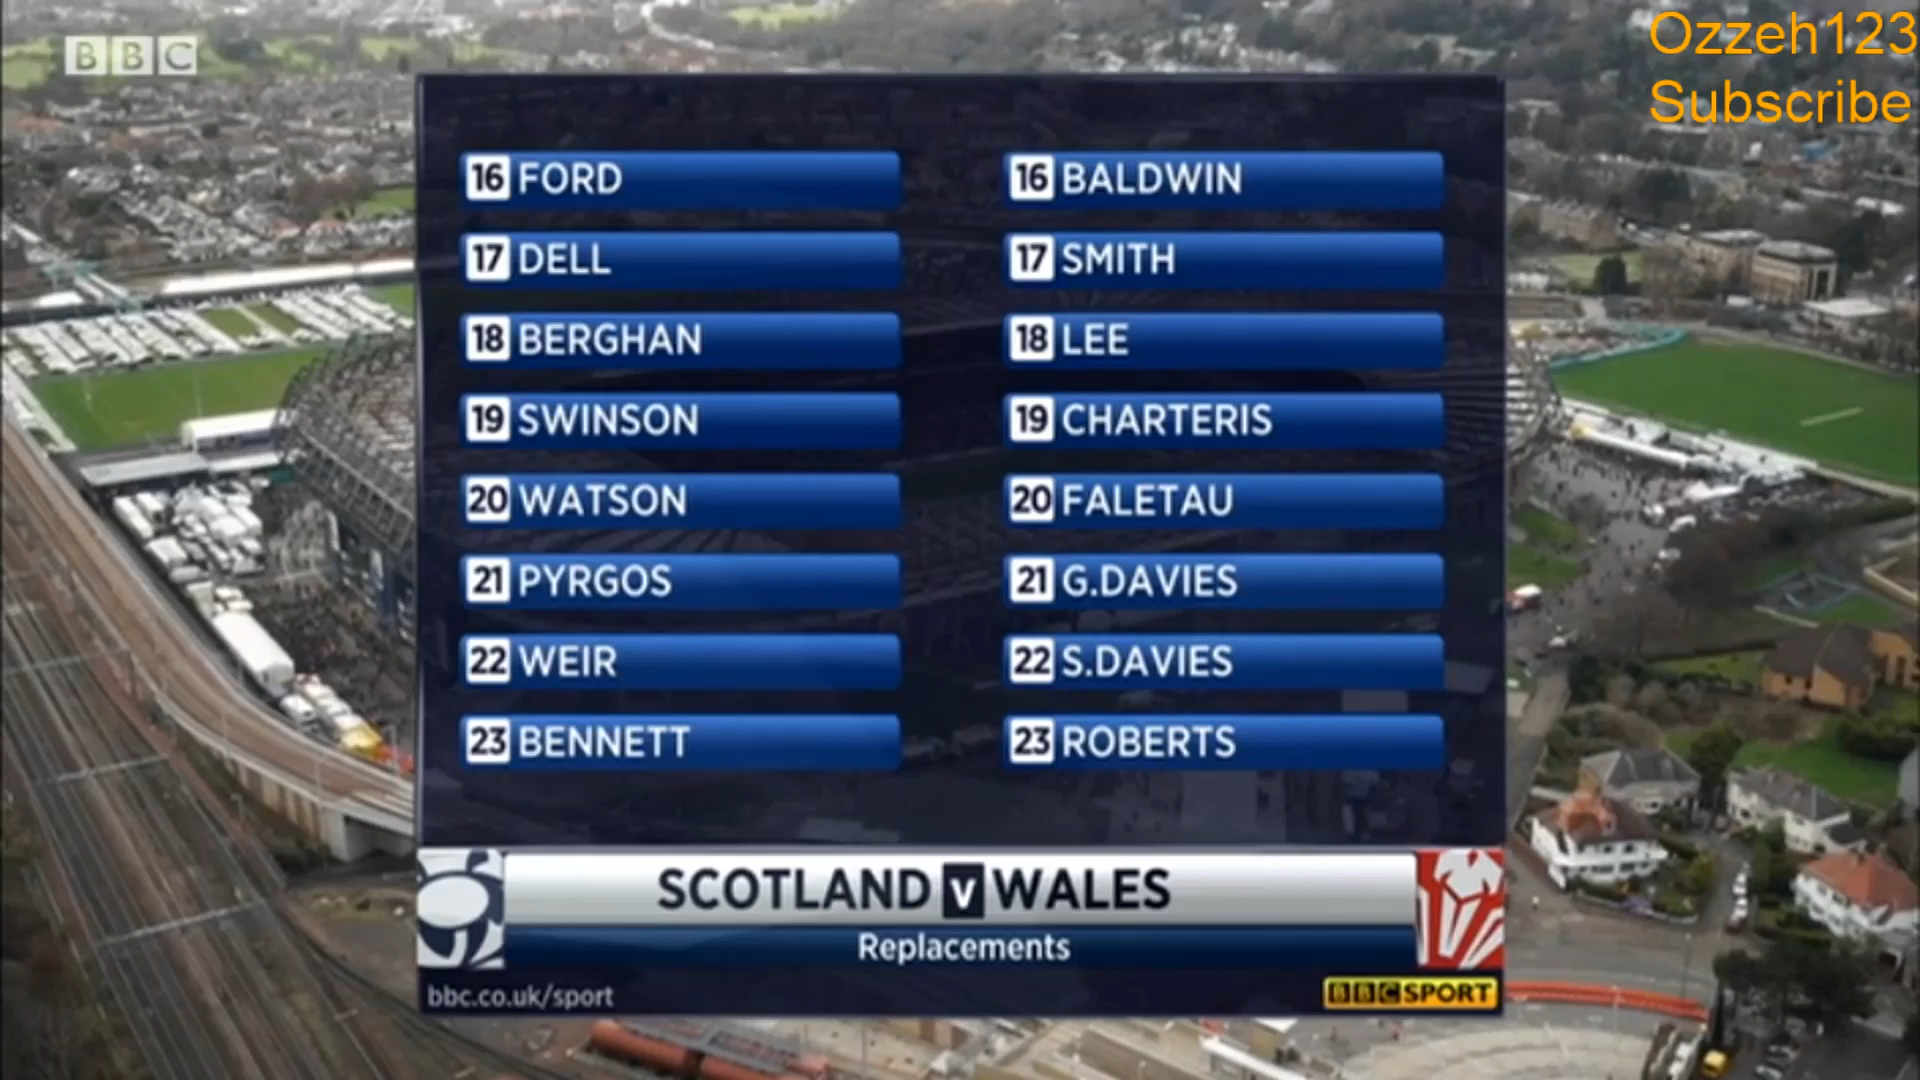 BBC
Ozzeh123
Subscribe
16 FORD
17 DELL
18 BERGHAN
19 SWINSON
20 WATSON
21 PYRGOS
22 WEIR
23 BENNETT
16 BALDWIN
17 SMITH
18 LEE
19 CHARTERIS
20 FALETAU
21 G.DAVIES
22 S.DAVIES
23 ROBERTS
SCOTLAND v WALES
Replacements
bbc.co.uk/sport
BBC SPORT